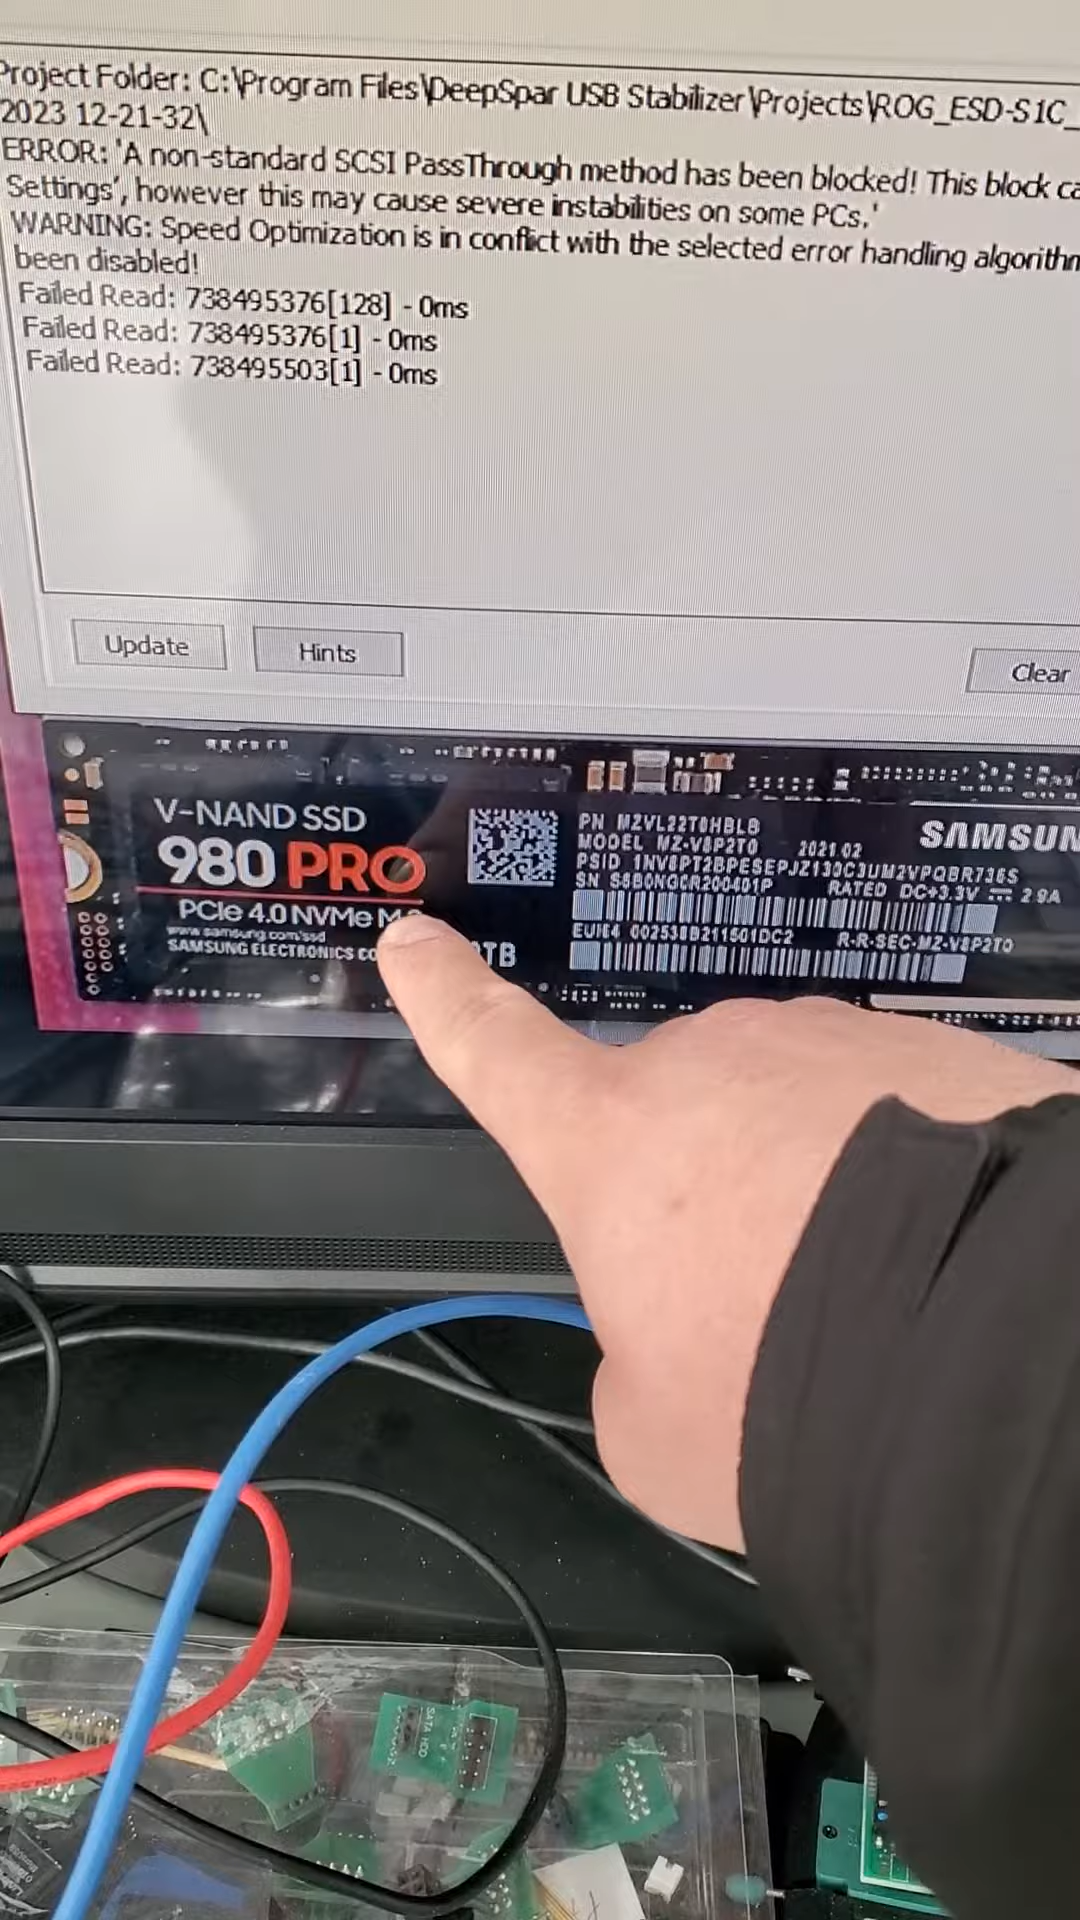 Project Folder: C:\Program Files\DeepSpar USB Stabilizer\Projects\ROG_ESD-S1C_
2023 12-21-32\
ERROR: 'A non-standard SCSI PassThrough method has been blocked! This block ca
Settings', however this may cause severe instabilities on some PCs.'
WARNING: Speed Optimization is in conflict with the selected error handling algorithm
been disabled!
Failed Read: 738495376[128] - 0ms
Failed Read: 738495376[1] - 0ms
Failed Read: 738495503[1] - 0ms
Update
Hints
Clear
V-NAND SSD
980 PRO
PCIe 4.0 NVMe M
www.samsung.com/ssd
SAMSUNG ELECTRONICS CO
TB
PN MZVL22T0HBLB
MODEL MZ-V8P2T0 2021.02
SAMSUN
PSID 1NV8PT2BPESEPJZ130C3UM2VPQBR736S
SN S6B0NG0R200401P RATED DC+3.3V ⎓ 2.9A
EUI64 002538B211501DC2 R-R-SEC-MZ-V8P2T0
SATA HDD